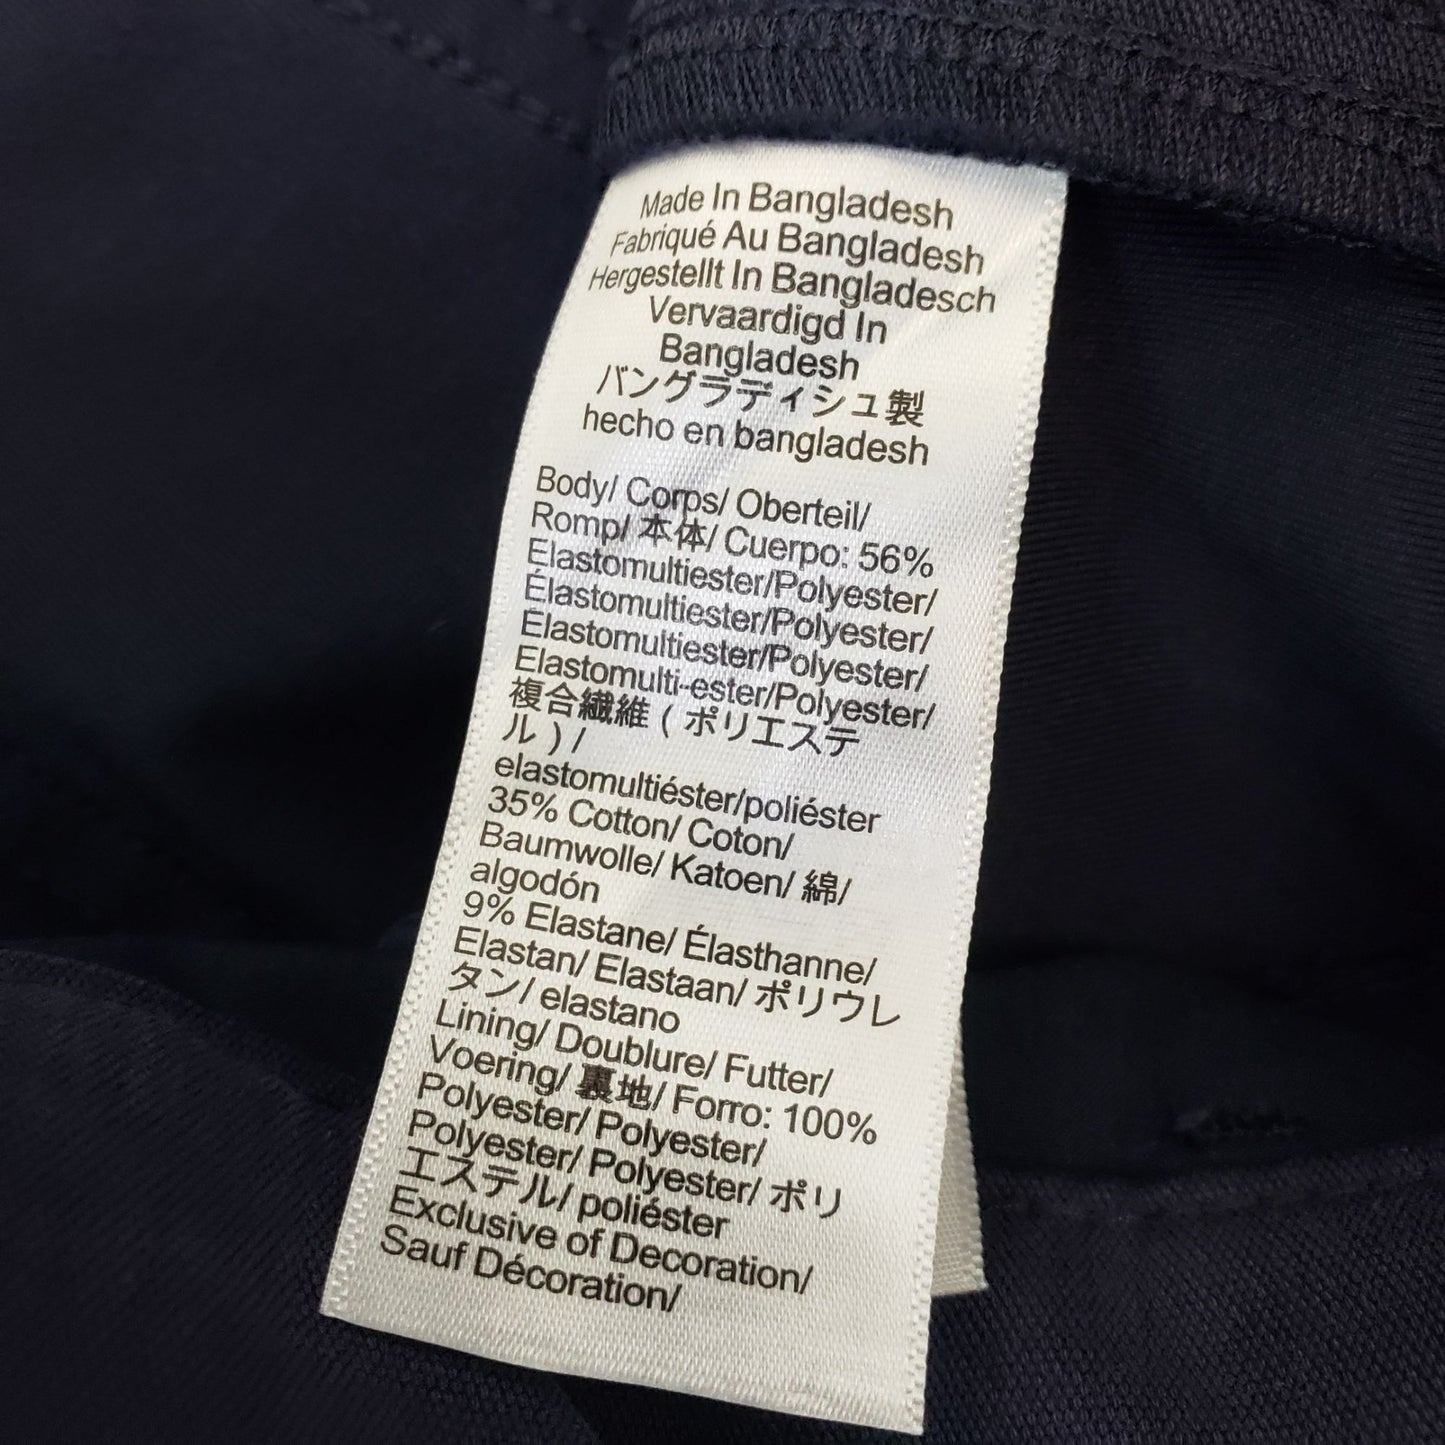 Made In Bangladesh
Fabriqué Au Bangladesh
Hergestellt In Bangladesch
Vervaardigd In
Bangladesh
バングラディシュ製
hecho en bangladesh
Body/ Corps/ Oberteil/
Romp/ 本体/ Cuerpo: 56%
Elastomultiester/Polyester/
Élastomultiester/Polyester/
Elastomultiester/Polyester/
Elastomulti-ester/Polyester/
複合繊維 ( ポリエステ
ル ) /
elastomultiéster/poliéster
35% Cotton/ Coton/
Baumwolle/ Katoen/ 綿/
algodón
9% Elastane/ Élasthanne/
Elastan/ Elastaan/ ポリウレ
タン/ elastano
Lining/ Doublure/ Futter/
Voering/ 裏地/ Forro: 100%
Polyester/ Polyester/
Polyester/ Polyester/ ポリ
エステル/ poliéster
Exclusive of Decoration/
Sauf Décoration/